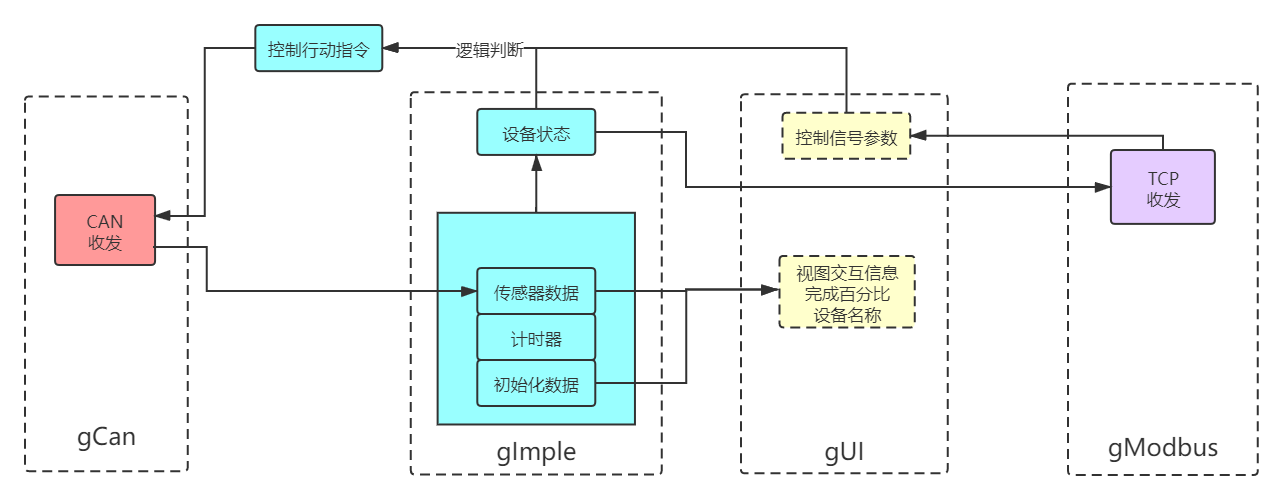 控制行动指令
逻辑判断
设备状态
控制信号参数
TCP
收发
CAN
收发
传感器数据
计时器
初始化数据
视图交互信息
完成百分比
设备名称
gCan
gImple
gUI
gModbus